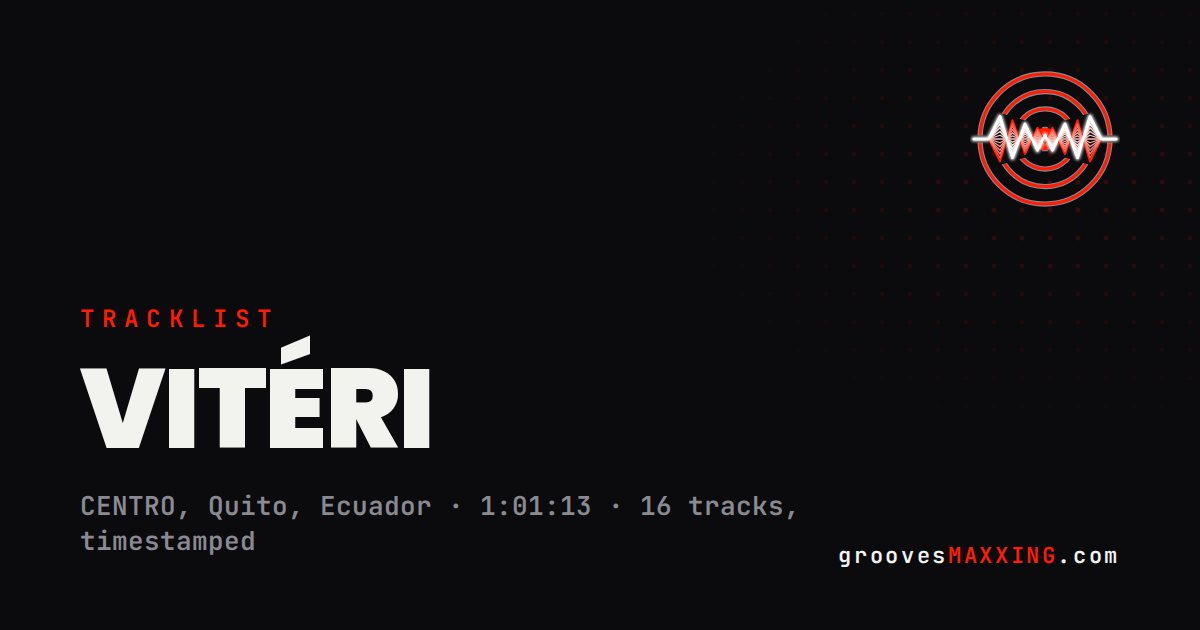 TRACKLIST
VITÉRI
CENTRO, Quito, Ecuador · 1:01:13 · 16 tracks,
timestamped
groovesMAXXING.com